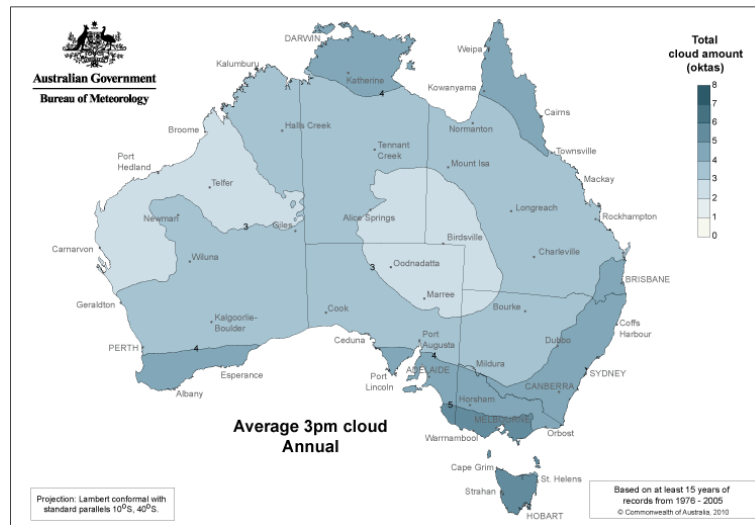 Australian Government
Bureau of Meteorology
Total
cloud amount
(oktas)
8
7
6
5
4
3
2
1
0
DARWIN
Katherine
4
Kalumburu
Weipa
Kowanyama
Cairns
Halls Creek
Normanton
Broome
Tennant
Creek
Townsville
Port
Hedland
Mount Isa
Mackay
Telfer
Newman
Alice Springs
Longreach
Rockhampton
3
Giles
Birdsville
Carnarvon
Wiluna
3
Oodnadatta
Charleville
BRISBANE
Geraldton
Marree
Kalgoorlie-
Boulder
Cook
Bourke
Coffs
Harbour
PERTH
4
Ceduna
Port
Augusta
4
Dubbo
Mildura
SYDNEY
Esperance
Port
Lincoln
ADELAIDE
CANBERRA
Albany
Horsham
5
MELBOURNE
Warrnambool
Orbost
Average 3pm cloud
Annual
Cape Grim
St. Helens
Strahan
HOBART
Projection: Lambert conformal with
standard parallels 10°S, 40°S.
Based on at least 15 years of
records from 1976 - 2005
© Commonwealth of Australia, 2010